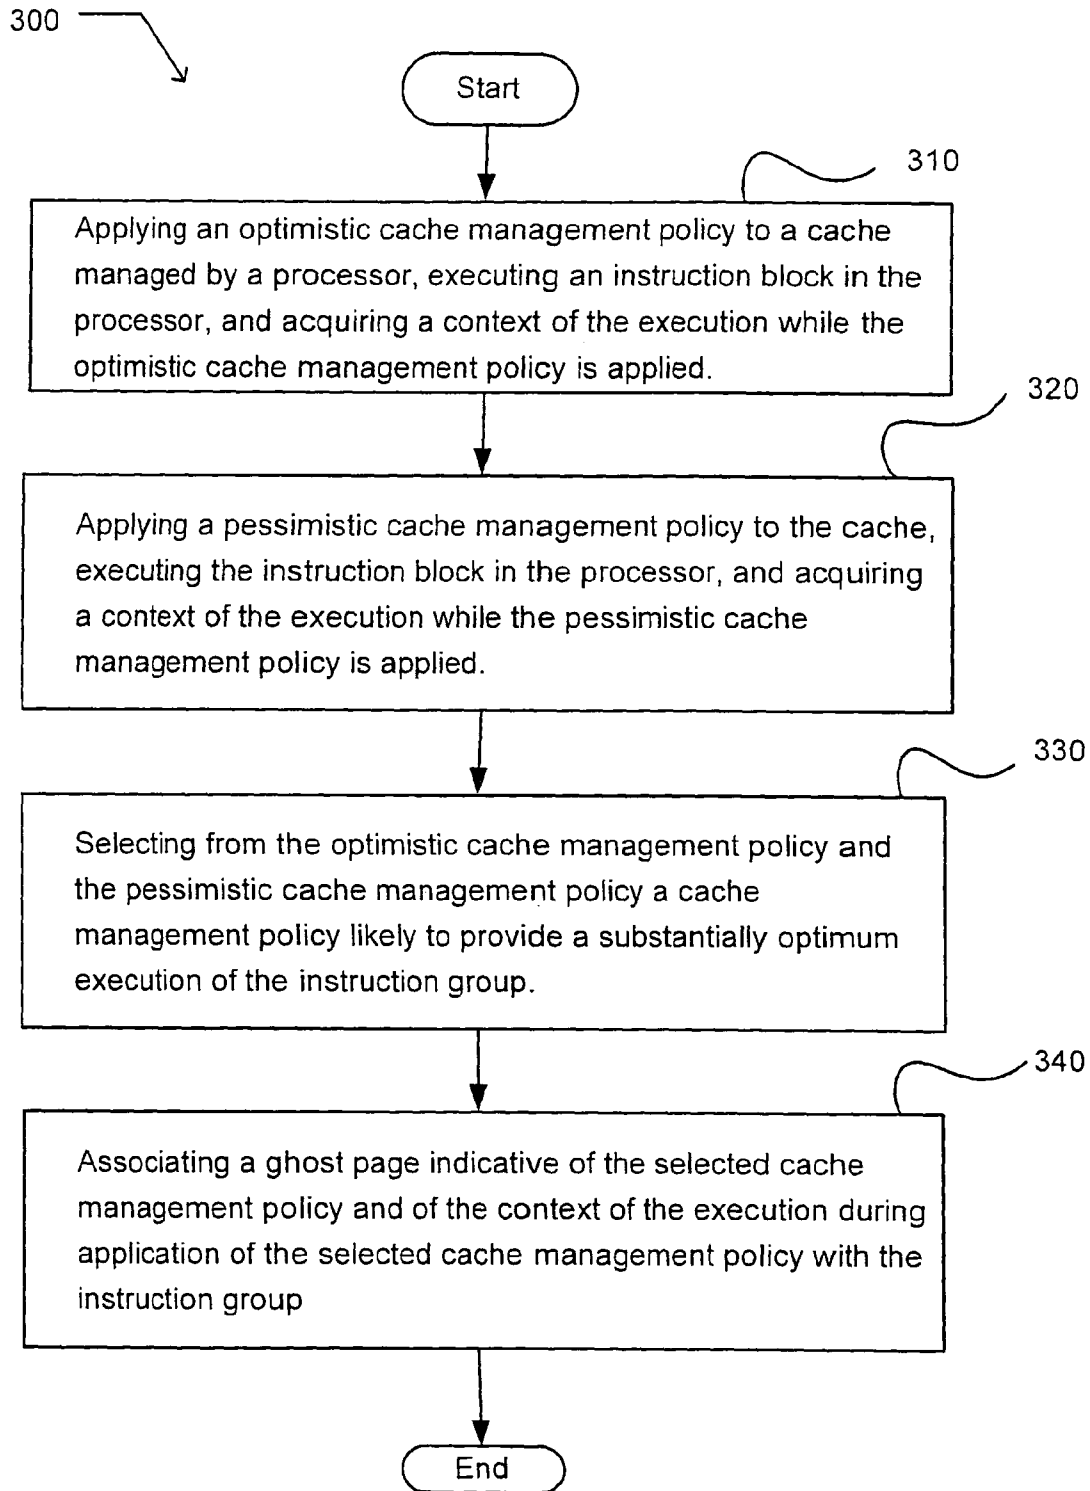 300
Start
310
Applying an optimistic cache management policy to a cache
managed by a processor, executing an instruction block in the
processor, and acquiring a context of the execution while the
optimistic cache management policy is applied.
320
Applying a pessimistic cache management policy to the cache,
executing the instruction block in the processor, and acquiring
a context of the execution while the pessimistic cache
management policy is applied.
330
Selecting from the optimistic cache management policy and
the pessimistic cache management policy a cache
management policy likely to provide a substantially optimum
execution of the instruction group.
340
Associating a ghost page indicative of the selected cache
management policy and of the context of the execution during
application of the selected cache management policy with the
instruction group
End